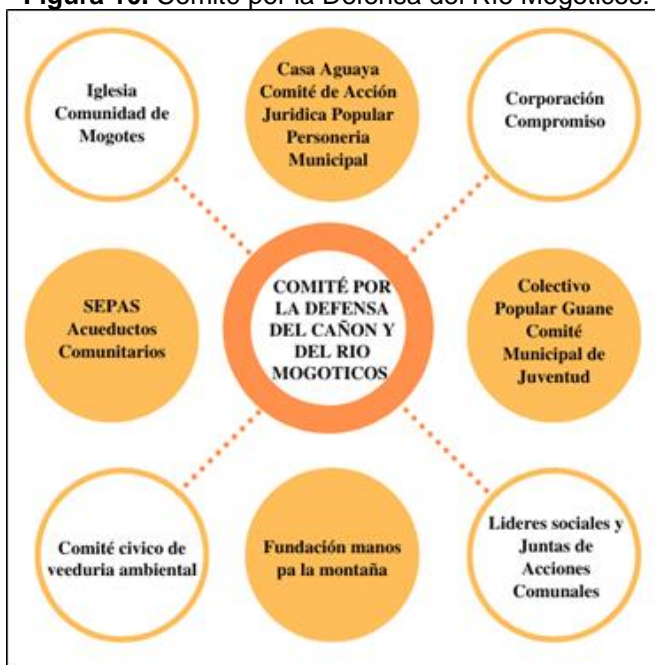 Figura 10. Comité por la Defensa del Río Mogoticos.
Iglesia
Comunidad de
Mogotes
Casa Aguaya
Comité de Acción
Juridica Popular
Personeria
Municipal
Corporación
Compromiso
SEPAS
Acueductos
Comunitarios
COMITÉ POR
LA DEFENSA
DEL CAÑON Y
DEL RIO
MOGOTICOS
Colectivo
Popular Guane
Comité
Municipal de
Juventud
Comité civico de
veeduria ambiental
Fundación manos
pa la montaña
Lideres sociales y
Juntas de
Acciones
Comunales